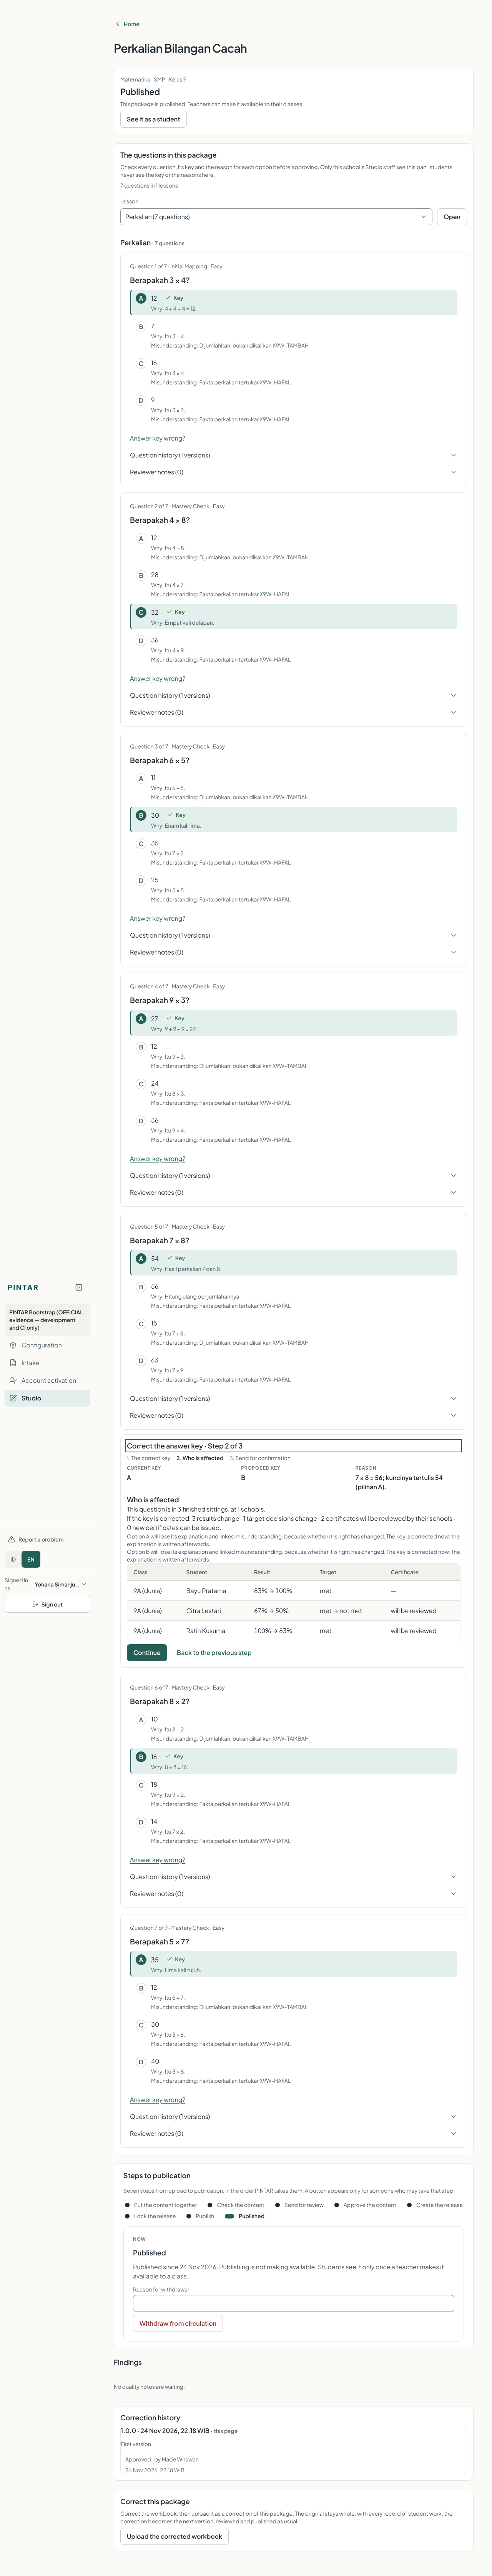 Home
Perkalian Bilangan Cacah
Matematika · SMP · Kelas 9
Published
This package is published. Teachers can make it available to their classes.
See it as a student
The questions in this package
Check every question, its key and the reason for each option before approving. Only this school's Studio staff see this part: students
never see the key or the reasons here.
7 questions in 1 lessons
Lesson
Perkalian (7 questions)
Open
Perkalian · 7 questions
Question 1 of 7 · Initial Mapping · Easy
Berapakah 3 × 4?
A 12 Key
Why: 4 + 4 + 4 = 12.
B 7
Why: Itu 3 + 4.
Misunderstanding: Dijumlahkan, bukan dikalikan X9W-TAMBAH
C 16
Why: Itu 4 × 4.
Misunderstanding: Fakta perkalian tertukar X9W-HAFAL
D 9
Why: Itu 3 × 3.
Misunderstanding: Fakta perkalian tertukar X9W-HAFAL
Answer key wrong?
Question history (1 versions)
Reviewer notes (0)
Question 2 of 7 · Mastery Check · Easy
Berapakah 4 × 8?
A 12
Why: Itu 4 + 8.
Misunderstanding: Dijumlahkan, bukan dikalikan X9W-TAMBAH
B 28
Why: Itu 4 × 7.
Misunderstanding: Fakta perkalian tertukar X9W-HAFAL
C 32 Key
Why: Empat kali delapan.
D 36
Why: Itu 4 × 9.
Misunderstanding: Fakta perkalian tertukar X9W-HAFAL
Answer key wrong?
Question history (1 versions)
Reviewer notes (0)
Question 3 of 7 · Mastery Check · Easy
Berapakah 6 × 5?
A 11
Why: Itu 6 + 5.
Misunderstanding: Dijumlahkan, bukan dikalikan X9W-TAMBAH
B 30 Key
Why: Enam kali lima.
C 35
Why: Itu 7 × 5.
Misunderstanding: Fakta perkalian tertukar X9W-HAFAL
D 25
Why: Itu 5 × 5.
Misunderstanding: Fakta perkalian tertukar X9W-HAFAL
Answer key wrong?
Question history (1 versions)
Reviewer notes (0)
Question 4 of 7 · Mastery Check · Easy
Berapakah 9 × 3?
A 27 Key
Why: 9 + 9 + 9 = 27.
B 12
Why: Itu 9 + 3.
Misunderstanding: Dijumlahkan, bukan dikalikan X9W-TAMBAH
C 24
Why: Itu 8 × 3.
Misunderstanding: Fakta perkalian tertukar X9W-HAFAL
D 36
Why: Itu 9 × 4.
Misunderstanding: Fakta perkalian tertukar X9W-HAFAL
Answer key wrong?
Question history (1 versions)
Reviewer notes (0)
Question 5 of 7 · Mastery Check · Easy
Berapakah 7 × 8?
A 54 Key
Why: Hasil perkalian 7 dan 8.
B 56
Why: Hitung ulang penjumlahannya.
Misunderstanding: Fakta perkalian tertukar X9W-HAFAL
C 15
Why: Itu 7 + 8.
Misunderstanding: Dijumlahkan, bukan dikalikan X9W-TAMBAH
D 63
Why: Itu 7 × 9.
Misunderstanding: Fakta perkalian tertukar X9W-HAFAL
Question history (1 versions)
Reviewer notes (0)
PINTAR
PINTAR Bootstrap (OFFICIAL
evidence — development
and CI only)
Configuration
Intake
Account activation
Studio
Report a problem
ID EN
Signed in as Yohana Simanju...
Sign out
Correct the answer key · Step 2 of 3
1. The correct key 2. Who is affected 3. Send for confirmation
CURRENT KEY PROPOSED KEY REASON
A B 7 × 8 = 56; kuncinya tertulis 54
(pilihan A).
Who is affected
This question is in 3 finished sittings, at 1 schools.
If the key is corrected: 3 results change · 1 target decisions change · 2 certificates will be reviewed by their schools ·
0 new certificates can be issued.
Option A will lose its explanation and linked misunderstanding, because whether it is right has changed. The key is corrected now: the
explanation is written afterwards.
Option B will lose its explanation and linked misunderstanding, because whether it is right has changed. The key is corrected now: the
explanation is written afterwards.
Class Student Result Target Certificate
9A (dunia) Bayu Pratama 83% → 100% met —
9A (dunia) Citra Lestari 67% → 50% met → not met will be reviewed
9A (dunia) Ratih Kusuma 100% → 83% met will be reviewed
Continue Back to the previous step
Question 6 of 7 · Mastery Check · Easy
Berapakah 8 × 2?
A 10
Why: Itu 8 + 2.
Misunderstanding: Dijumlahkan, bukan dikalikan X9W-TAMBAH
B 16 Key
Why: 8 + 8 = 16.
C 18
Why: Itu 9 × 2.
Misunderstanding: Fakta perkalian tertukar X9W-HAFAL
D 14
Why: Itu 7 × 2.
Misunderstanding: Fakta perkalian tertukar X9W-HAFAL
Answer key wrong?
Question history (1 versions)
Reviewer notes (0)
Question 7 of 7 · Mastery Check · Easy
Berapakah 5 × 7?
A 35 Key
Why: Lima kali tujuh.
B 12
Why: Itu 5 + 7.
Misunderstanding: Dijumlahkan, bukan dikalikan X9W-TAMBAH
C 30
Why: Itu 5 × 6.
Misunderstanding: Fakta perkalian tertukar X9W-HAFAL
D 40
Why: Itu 5 × 8.
Misunderstanding: Fakta perkalian tertukar X9W-HAFAL
Answer key wrong?
Question history (1 versions)
Reviewer notes (0)
Steps to publication
Seven steps from upload to publication, in the order PINTAR takes them. A button appears only for someone who may take that step.
Put the content together Check the content Send for review Approve the content Create the release
Lock the release Publish Published
NOW
Published
Published since 24 Nov 2026. Publishing is not making available. Students see it only once a teacher makes it
available to a class.
Reason for withdrawal
Withdraw from circulation
Findings
No quality notes are waiting.
Correction history
1.0.0 · 24 Nov 2026, 22.18 WIB · this page
First version
Approved · by Made Wirawan
24 Nov 2026, 22.18 WIB
Correct this package
Correct the workbook, then upload it as a correction of this package. The original stays whole, with every record of student work; the
correction becomes the next version, reviewed and published as usual.
Upload the corrected workbook